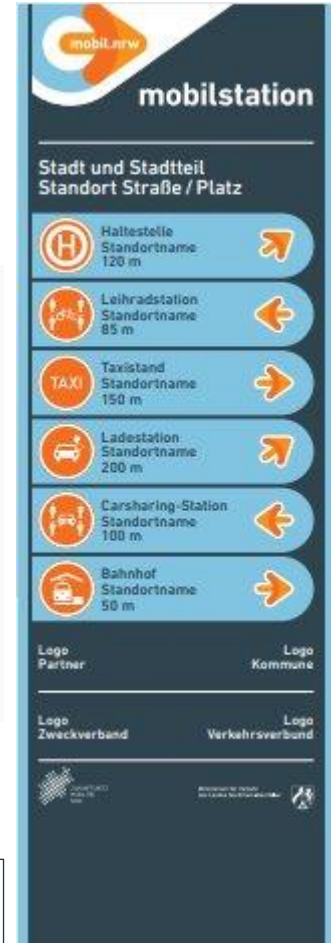 mobil.nrw
mobilstation
Stadt und Stadtteil
Standort Straße / Platz
H
Haltestelle
Standortname
120 m
Leihradstation
Standortname
85 m
TAXI
Taxistand
Standortname
150 m
Ladestation
Standortname
200 m
Carsharing-Station
Standortname
100 m
Bahnhof
Standortname
50 m
Logo
Partner
Logo
Kommune
Logo
Zweckverband
Logo
Verkehrsverbund